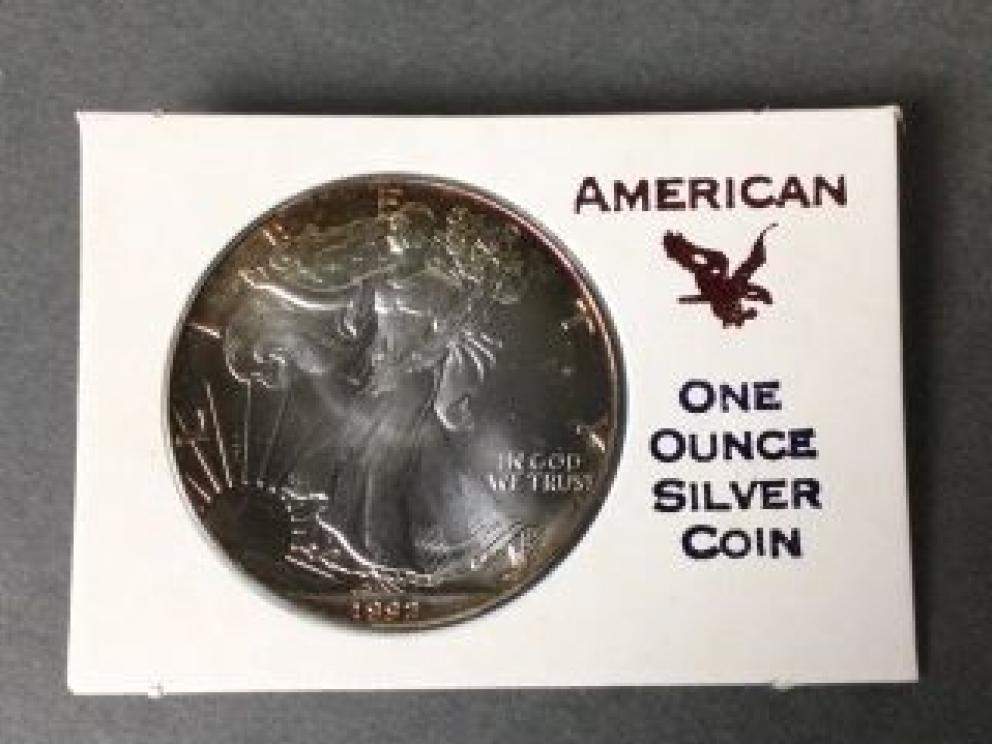 AMERICAN
ONE
OUNCE
SILVER
COIN
IN GOD
WE TRUST